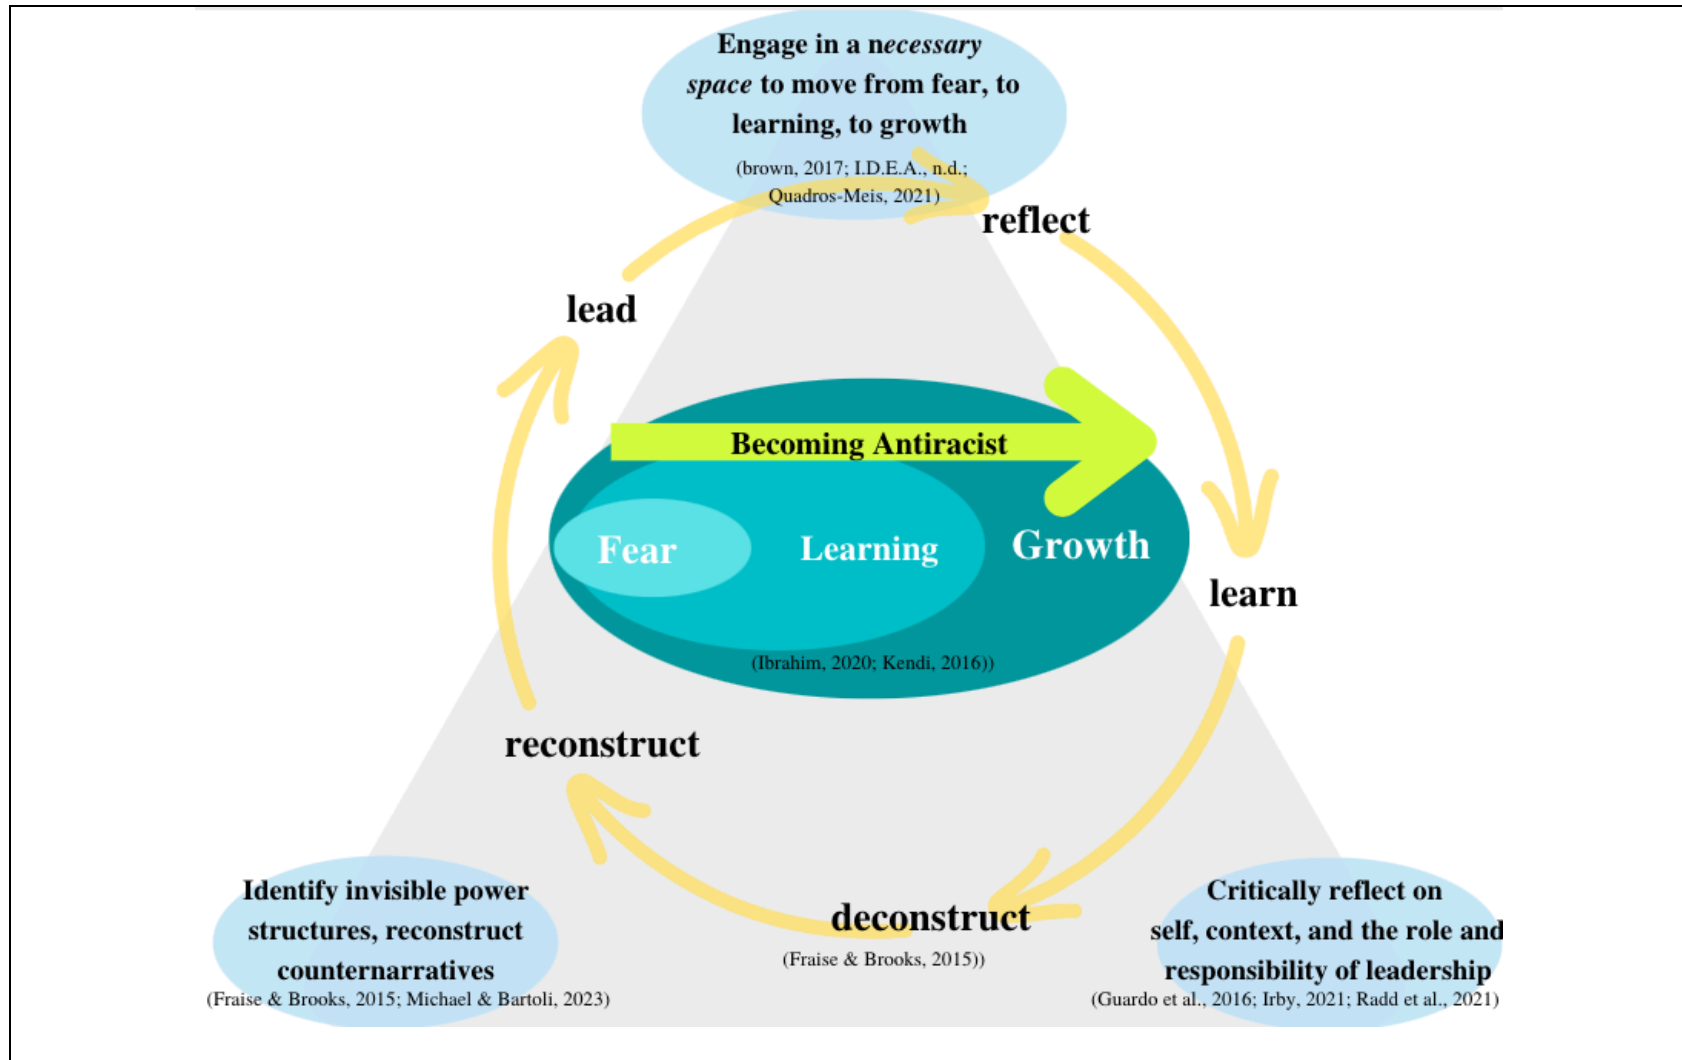 Engage in a necessary
space to move from fear, to
learning, to growth
(brown, 2017; I.D.E.A., n.d.;
Quadros-Meis, 2021)
reflect
lead
Becoming Antiracist
Fear
Learning
Growth
learn
(Ibrahim, 2020; Kendi, 2016))
reconstruct
deconstruct
(Fraise & Brooks, 2015))
Identify invisible power
structures, reconstruct
counternarratives
(Fraise & Brooks, 2015; Michael & Bartoli, 2023)
Critically reflect on
self, context, and the role and
responsibility of leadership
(Guardo et al., 2016; Irby, 2021; Radd et al., 2021)